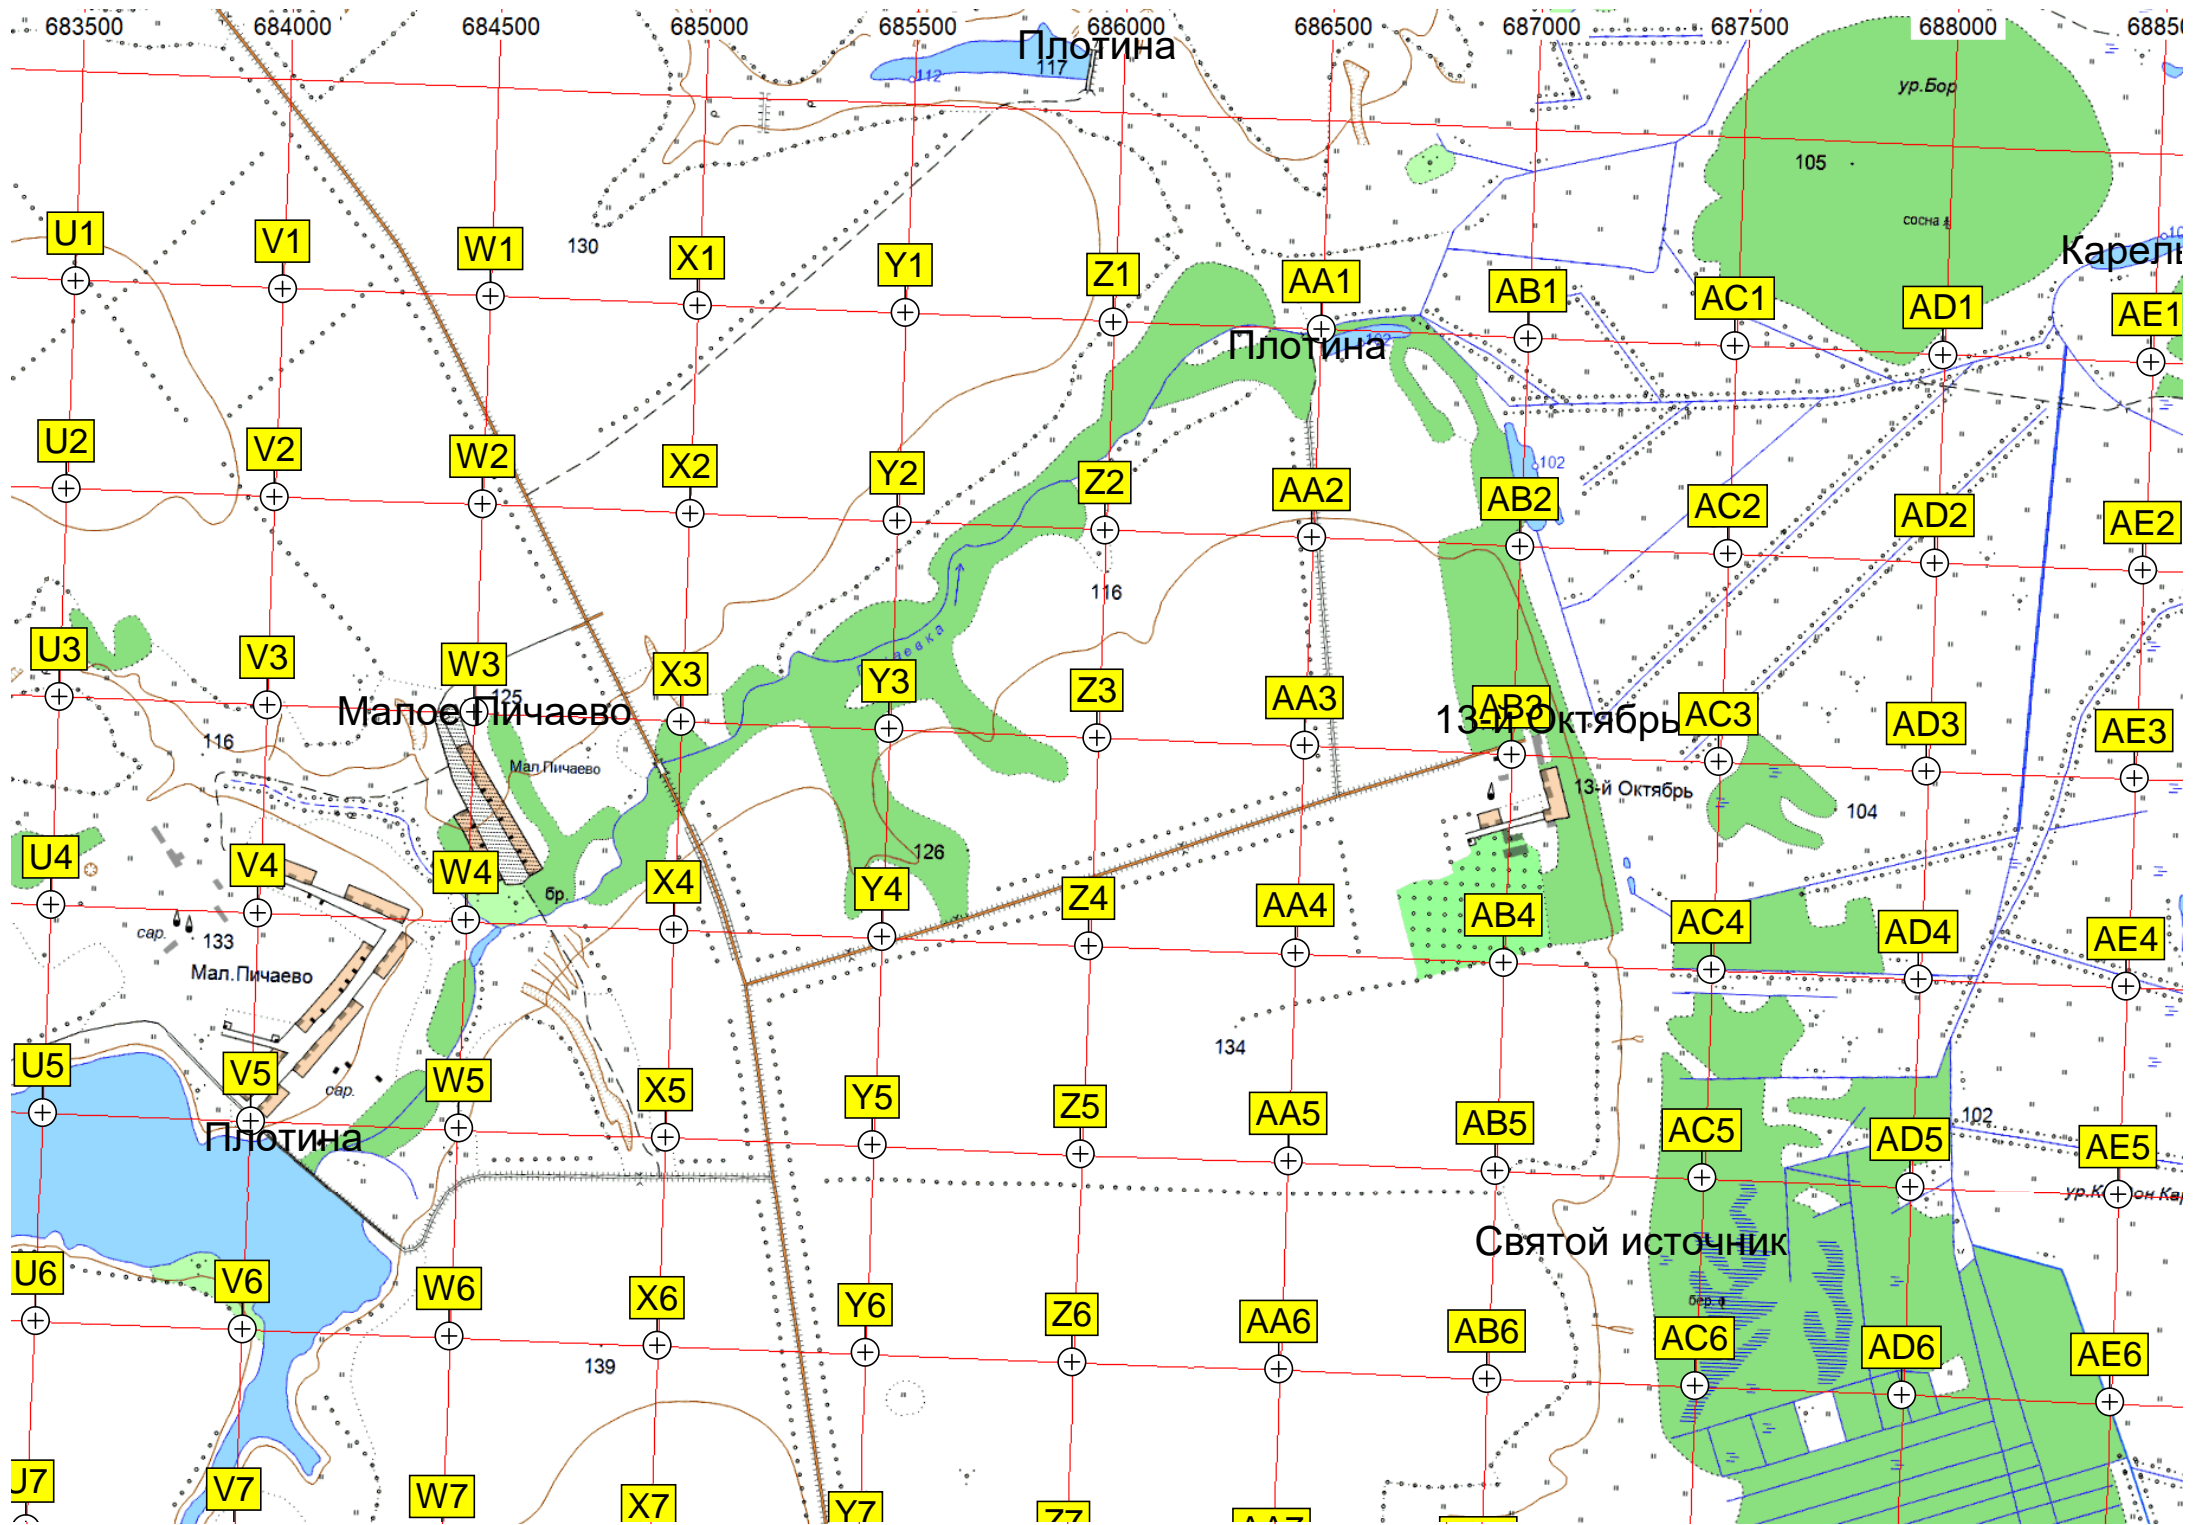 683500 684000 684500 685000 685500 686000 686500 687000 687500 688000
Плотина
117
112
ур.Бор
105
сосна
130
U1 V1 W1 X1 Y1 Z1 AA1 AB1 AC1 AD1 AE1
Плотина
102
U2 V2 W2 X2 Y2 Z2 AA2 AB2 AC2 AD2 AE2
102
116
U3 V3 W3 X3 Y3 Z3 AA3 AB3 AC3 AD3 AE3
125
Малое Пичаево
13-й Октябрь
116
Мал.Пичаево
13-й Октябрь
104
126
U4 V4 W4 X4 Y4 Z4 AA4 AB4 AC4 AD4 AE4
бр.
сар.
133
Мал.Пичаево
134
U5 V5 W5 X5 Y5 Z5 AA5 AB5 AC5 AD5 AE5
сар.
102
Плотина
Святой источник
U6 V6 W6 X6 Y6 Z6 AA6 AB6 AC6 AD6 AE6
139
U7 V7 W7 X7 Y7 Z7 AA7